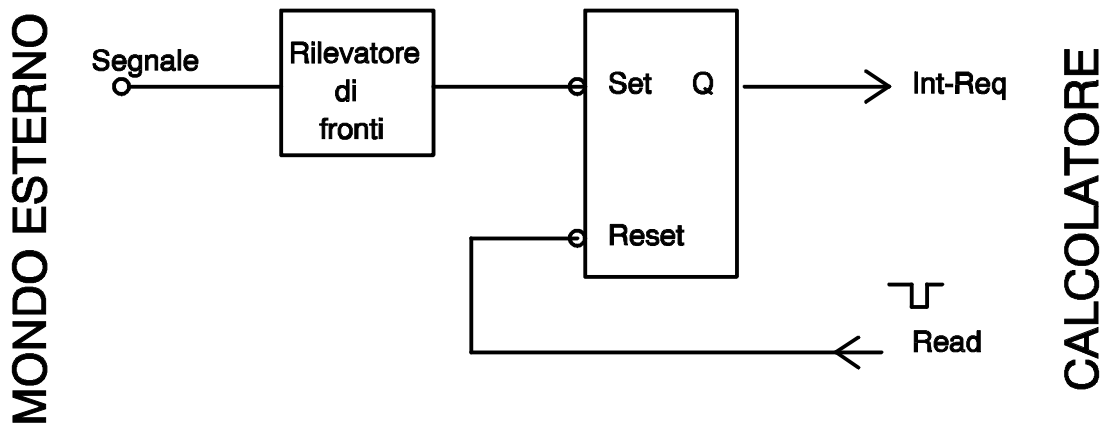 MONDO ESTERNO
Segnale
Rilevatore
di
fronti
Set Q
Reset
Int-Req
Read
CALCOLATORE